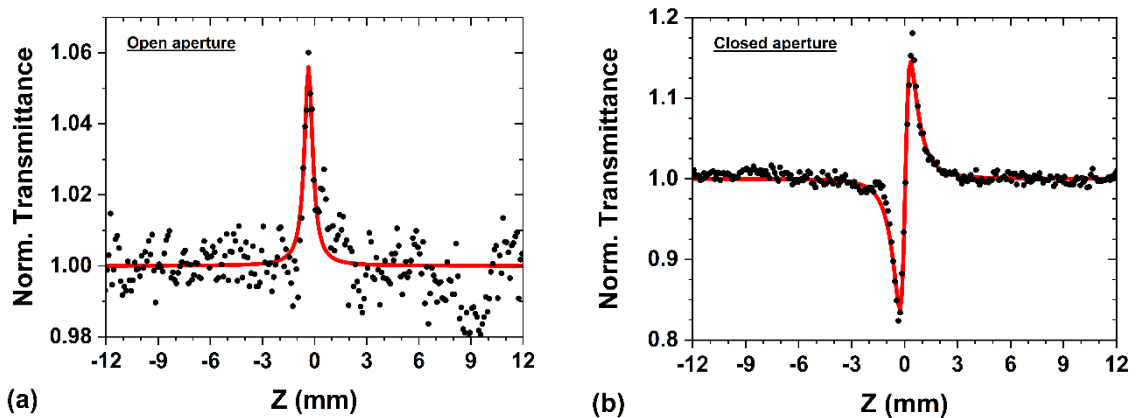 Open aperture
Norm. Transmittance
1.06
1.04
1.02
1.00
0.98
-12 -9 -6 -3 0 3 6 9 12
Z (mm)
(a)
Closed aperture
Norm. Transmittance
1.2
1.1
1.0
0.9
0.8
-12 -9 -6 -3 0 3 6 9 12
Z (mm)
(b)